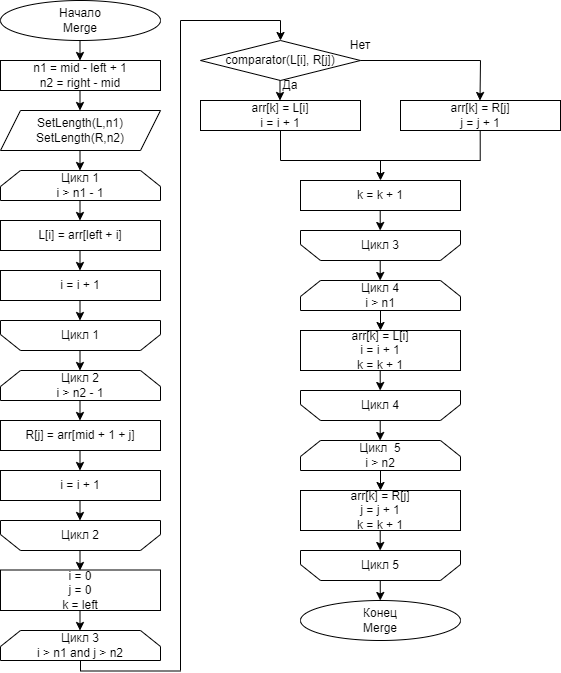 Начало
Merge
n1 = mid - left + 1
n2 = right - mid
SetLength(L,n1)
SetLength(R,n2)
Цикл 1
i > n1 - 1
L[i] = arr[left + i]
i = i + 1
Цикл 1
Цикл 2
i > n2 - 1
R[j] = arr[mid + 1 + j]
i = i + 1
Цикл 2
i = 0
j = 0
k = left
Цикл 3
i > n1 and j > n2
comparator(L[i], R[j])
Нет
Да
arr[k] = L[i]
i = i + 1
arr[k] = R[j]
j = j + 1
k = k + 1
Цикл 3
Цикл 4
i > n1
arr[k] = L[i]
i = i + 1
k = k + 1
Цикл 4
Цикл 5
i > n2
arr[k] = R[j]
j = j + 1
k = k + 1
Цикл 5
Конец
Merge